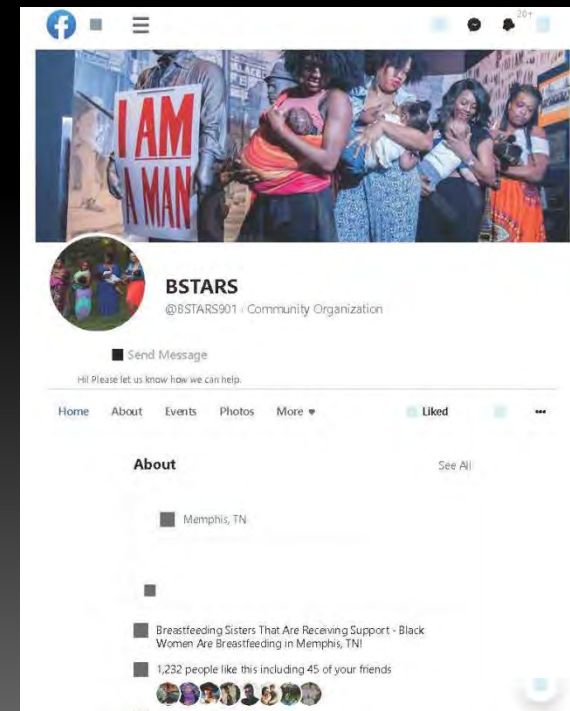 20+
I AM
A MAN
BSTARS
@BSTARS901 · Community Organization
Send Message
Hi! Please let us know how we can help.
Home About Events Photos More Liked
About See All
Memphis, TN
Breastfeeding Sisters That Are Receiving Support - Black
Women Are Breastfeeding in Memphis, TN!
1,232 people like this including 45 of your friends